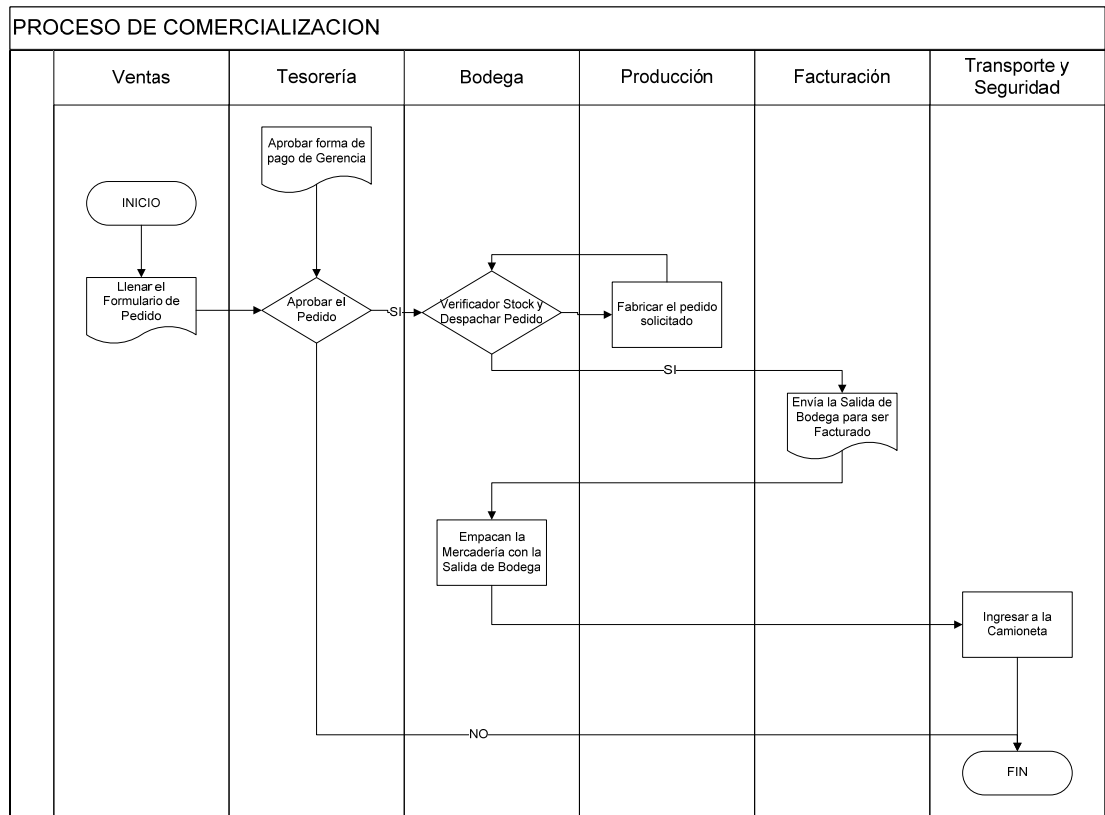 PROCESO DE COMERCIALIZACION
Ventas
Tesorería
Bodega
Producción
Facturación
Transporte y
Seguridad
Aprobar forma de
pago de Gerencia
INICIO
Llenar el
Formulario de
Pedido
Aprobar el
Pedido
SI
Verificador Stock y
Despachar Pedido
Fabricar el pedido
solicitado
SI
Envía la Salida de
Bodega para ser
Facturado
Empacan la
Mercadería con la
Salida de Bodega
Ingresar a la
Camioneta
NO
FIN